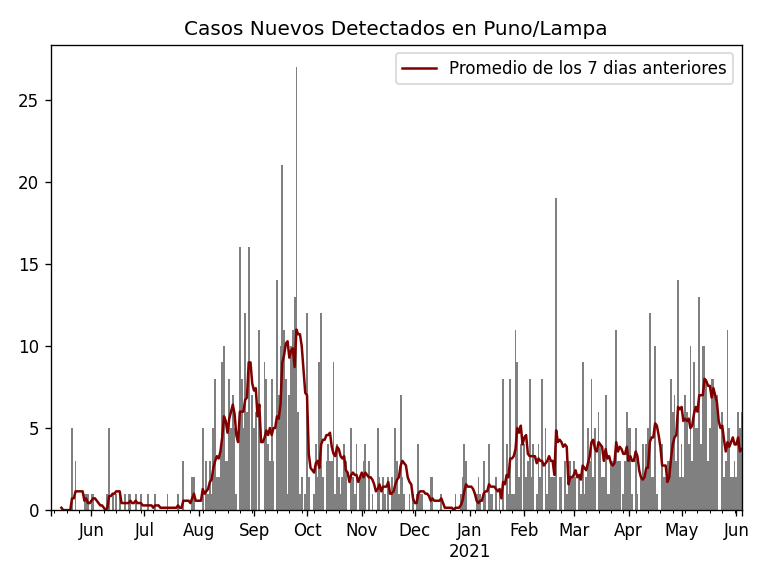 Casos Nuevos Detectados en Puno/Lampa
Promedio de los 7 dias anteriores
25
20
15
10
5
0
Jun Jul Aug Sep Oct Nov Dec Jan Feb Mar Apr May Jun
2021